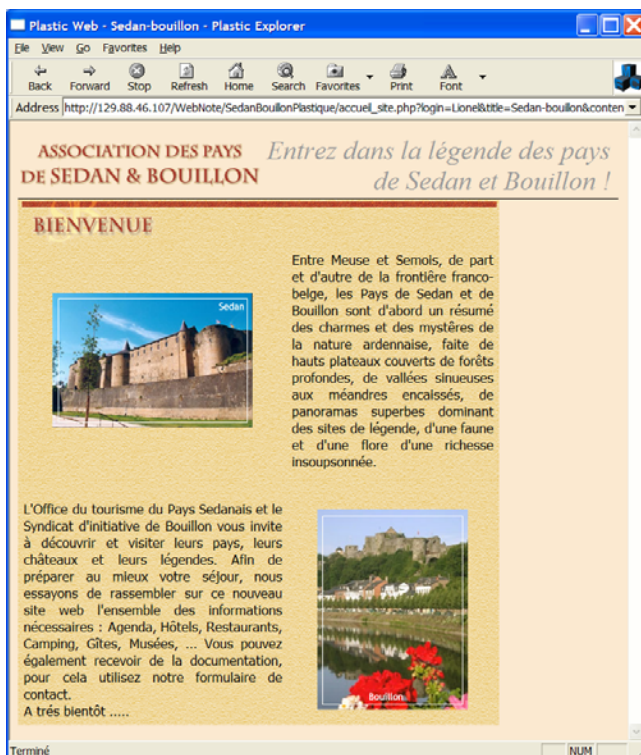 Plastic Web - Sedan-bouillon - Plastic Explorer
File View Go Favorites Help
Back Forward Stop Refresh Home Search Favorites Print Font
Address http://129.88.46.107/WebNote/SedanBouillonPlastique/accueil_site.php?login=Lionel&title=Sedan-bouillon&conten
ASSOCIATION DES PAYS
DE SEDAN & BOUILLON
Entrez dans la légende des pays
de Sedan et Bouillon !
BIENVENUE
Sedan
Entre Meuse et Semois, de part
et d'autre de la frontière franco-
belge, les Pays de Sedan et de
Bouillon sont d'abord un résumé
des charmes et des mystères de
la nature ardennaise, faite de
hauts plateaux couverts de forêts
profondes, de vallées sinueuses
aux méandres encaissés, de
panoramas superbes dominant
des sites de légende, d'une faune
et d'une flore d'une richesse
insoupsonnée.
L'Office du tourisme du Pays Sedanais et le
Syndicat d'initiative de Bouillon vous invite
à découvrir et visiter leurs pays, leurs
châteaux et leurs légendes. Afin de
préparer au mieux votre séjour, nous
essayons de rassembler sur ce nouveau
site web l'ensemble des informations
nécessaires : Agenda, Hôtels, Restaurants,
Camping, Gîtes, Musées, ... Vous pouvez
également recevoir de la documentation,
pour cela utilisez notre formulaire de
contact.
A trés bientôt .....
Bouillon
Terminé
NUM